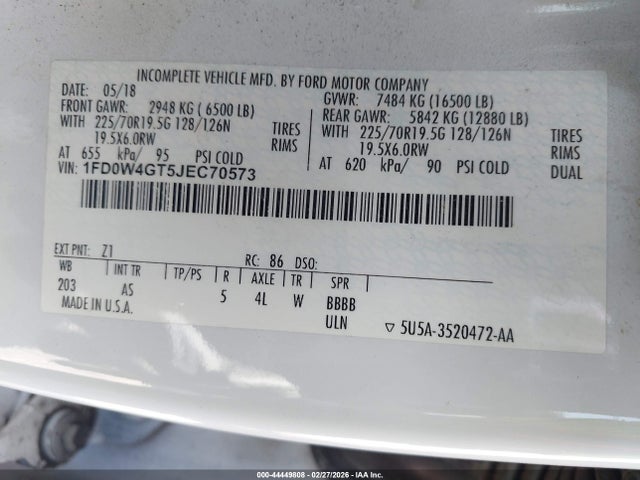 INCOMPLETE VEHICLE MFD. BY FORD MOTOR COMPANY
DATE: 05/18 GVWR: 7484 KG (16500 LB)
FRONT GAWR: 2948 KG ( 6500 LB) REAR GAWR: 5842 KG (12880 LB)
WITH 225/70R19.5G 128/126N TIRES WITH 225/70R19.5G 128/126N TIRES
19.5X6.0RW RIMS 19.5X6.0RW RIMS
AT 655 kPa/ 95 PSI COLD AT 620 kPa/ 90 PSI COLD DUAL
VIN: 1FD0W4GT5JEC70573
EXT PNT: Z1 RC: 86 DSO:
WB INT TR TP/PS R AXLE TR SPR
203 AS 5 4L W BBBB
MADE IN U.S.A. ULN ▽ 5U5A-3520472-AA
000-44449808 - 02/27/2026 - IAA Inc.